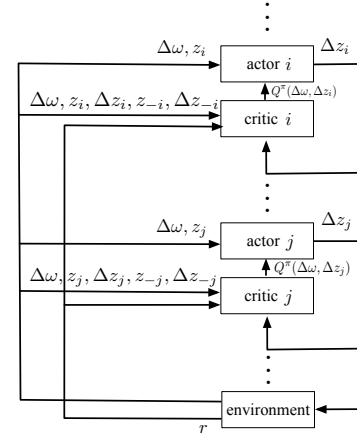 Δω, z_i
actor i
Δz_i
Q^π(Δω, Δz_i)
Δω, z_i, Δz_i, z_{-i}, Δz_{-i}
critic i
Δω, z_j
actor j
Δz_j
Q^π(Δω, Δz_j)
Δω, z_j, Δz_j, z_{-j}, Δz_{-j}
critic j
environment
r